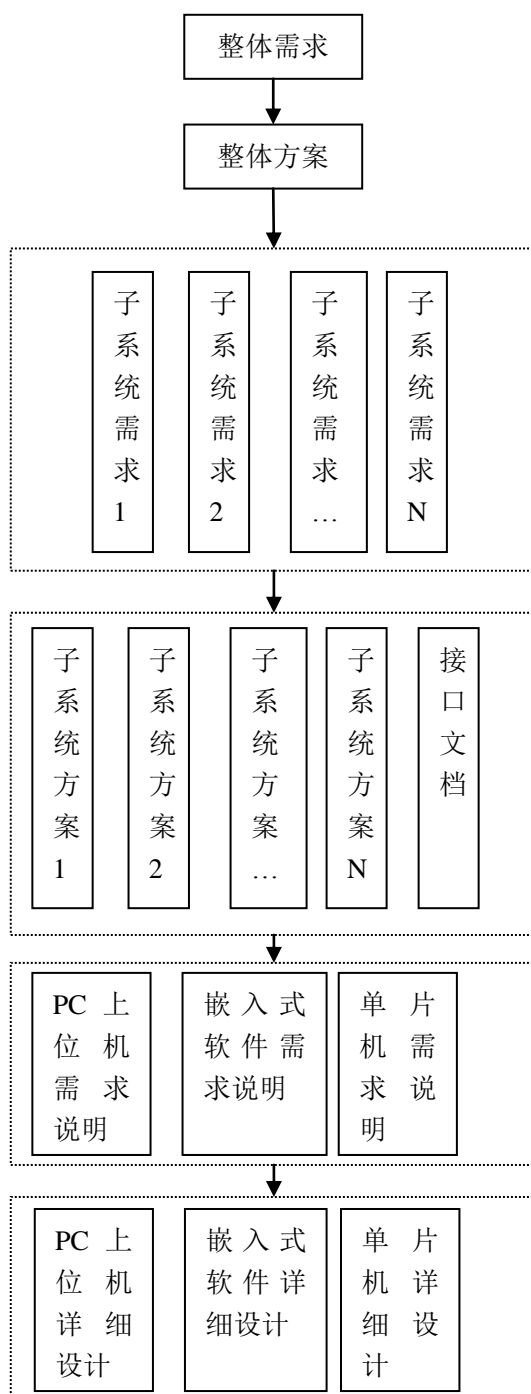 整体需求
整体方案
子系统需求1
子系统需求2
子系统需求…
子系统需求N
子系统方案1
子系统方案2
子系统方案…
子系统方案N
接口文档
PC 上
位机
需求
说明
嵌入式
软件需
求说明
单片
机需
求说
明
PC 上
位机
详细
设计
嵌入式
软件详
细设计
单片
机详
细设
计